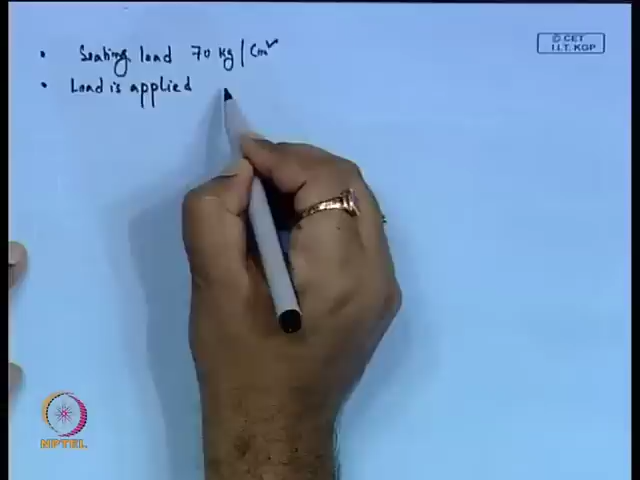 © CET
I.I.T. KGP
• Seating load 70 kg/cm²
• Load is applied
NPTEL